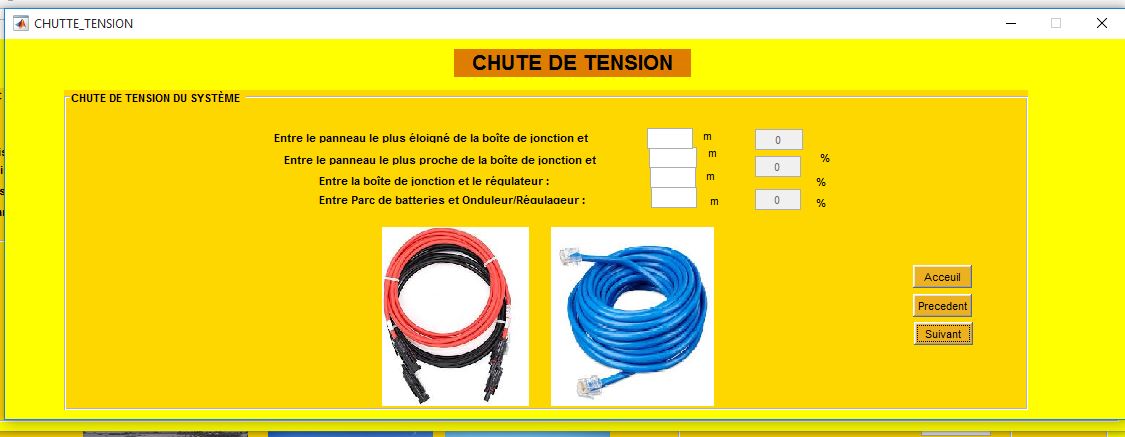 CHUTTE_TENSION
CHUTE DE TENSION
CHUTE DE TENSION DU SYSTÈME
Entre le panneau le plus éloigné de la boîte de jonction et m 0
Entre le panneau le plus proche de la boîte de jonction et m 0 %
Entre la boîte de jonction et le régulateur : m %
Entre Parc de batteries et Onduleur/Régulageur : m 0 %
Acceuil
Precedent
Suivant